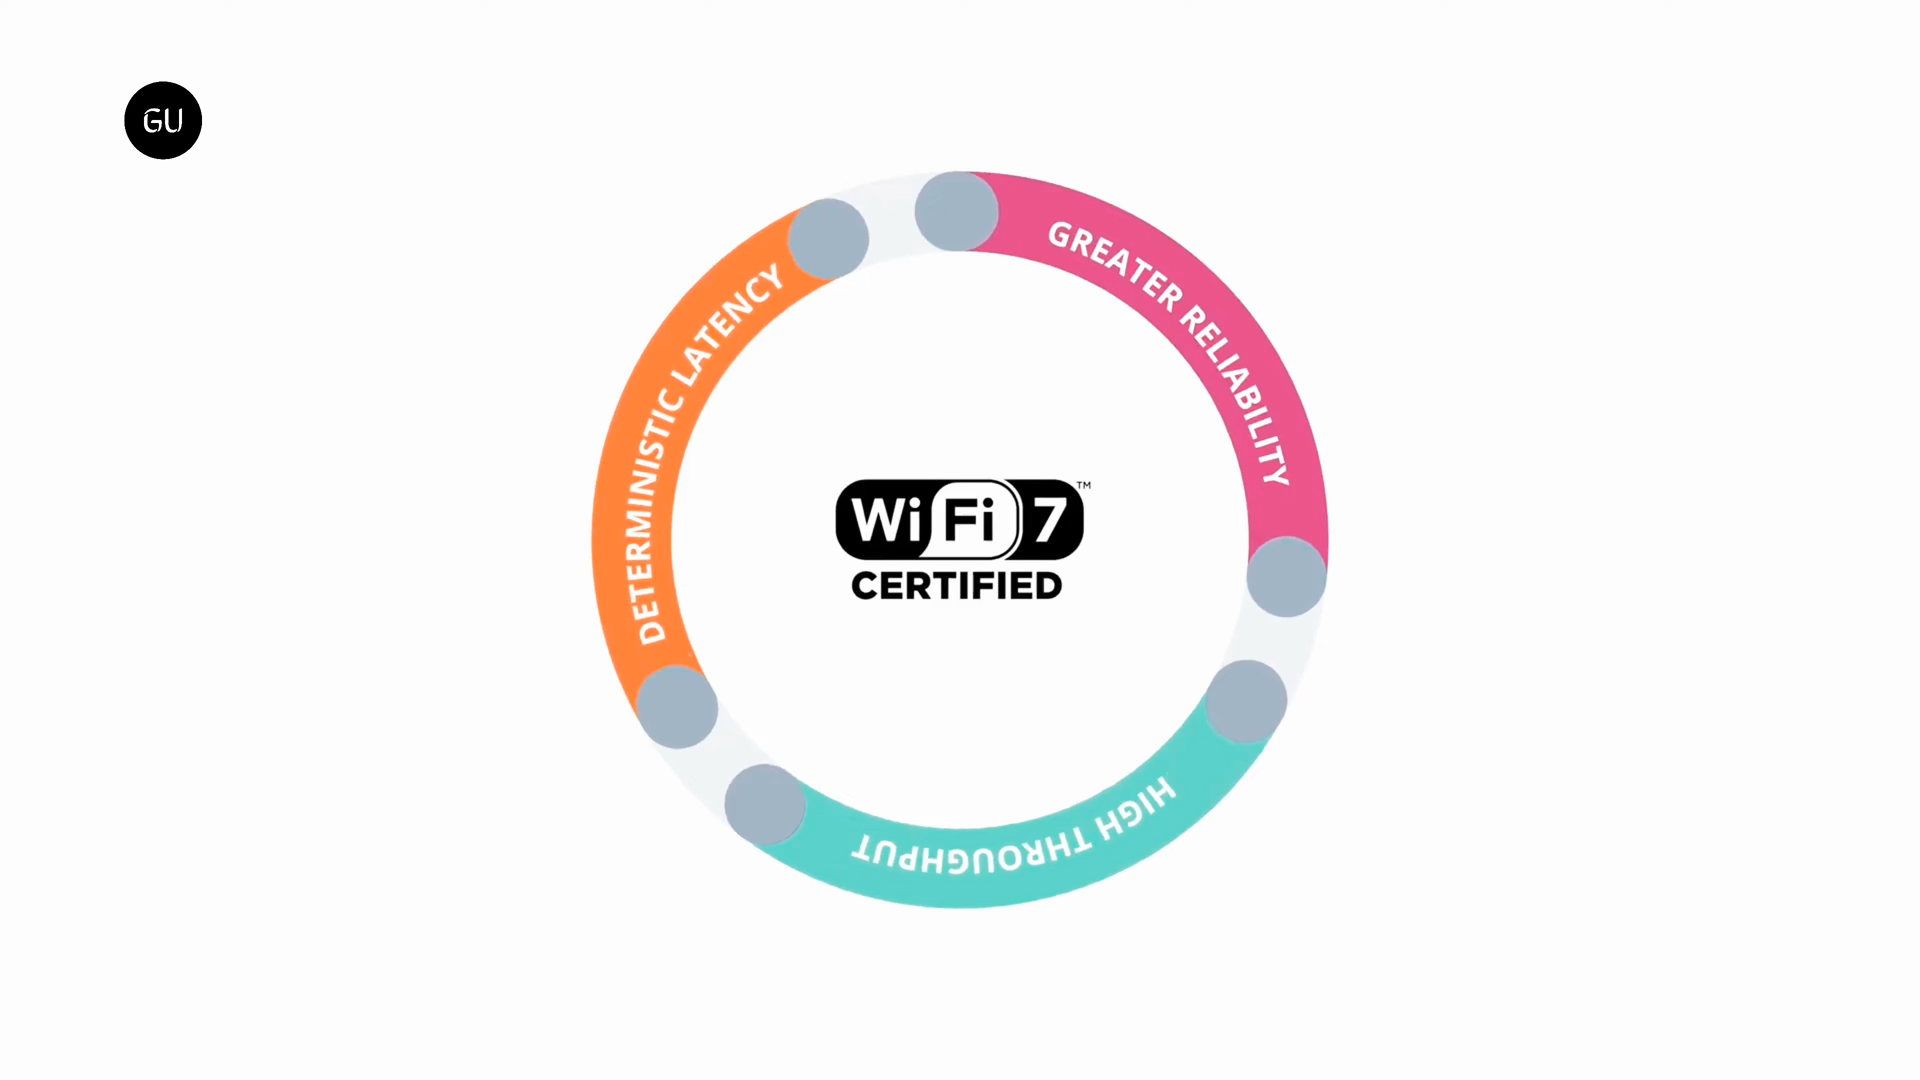 GU
GREATER RELIABILITY
DETERMINISTIC LATENCY
Wi Fi 7 ™
CERTIFIED
HIGH THROUGHPUT